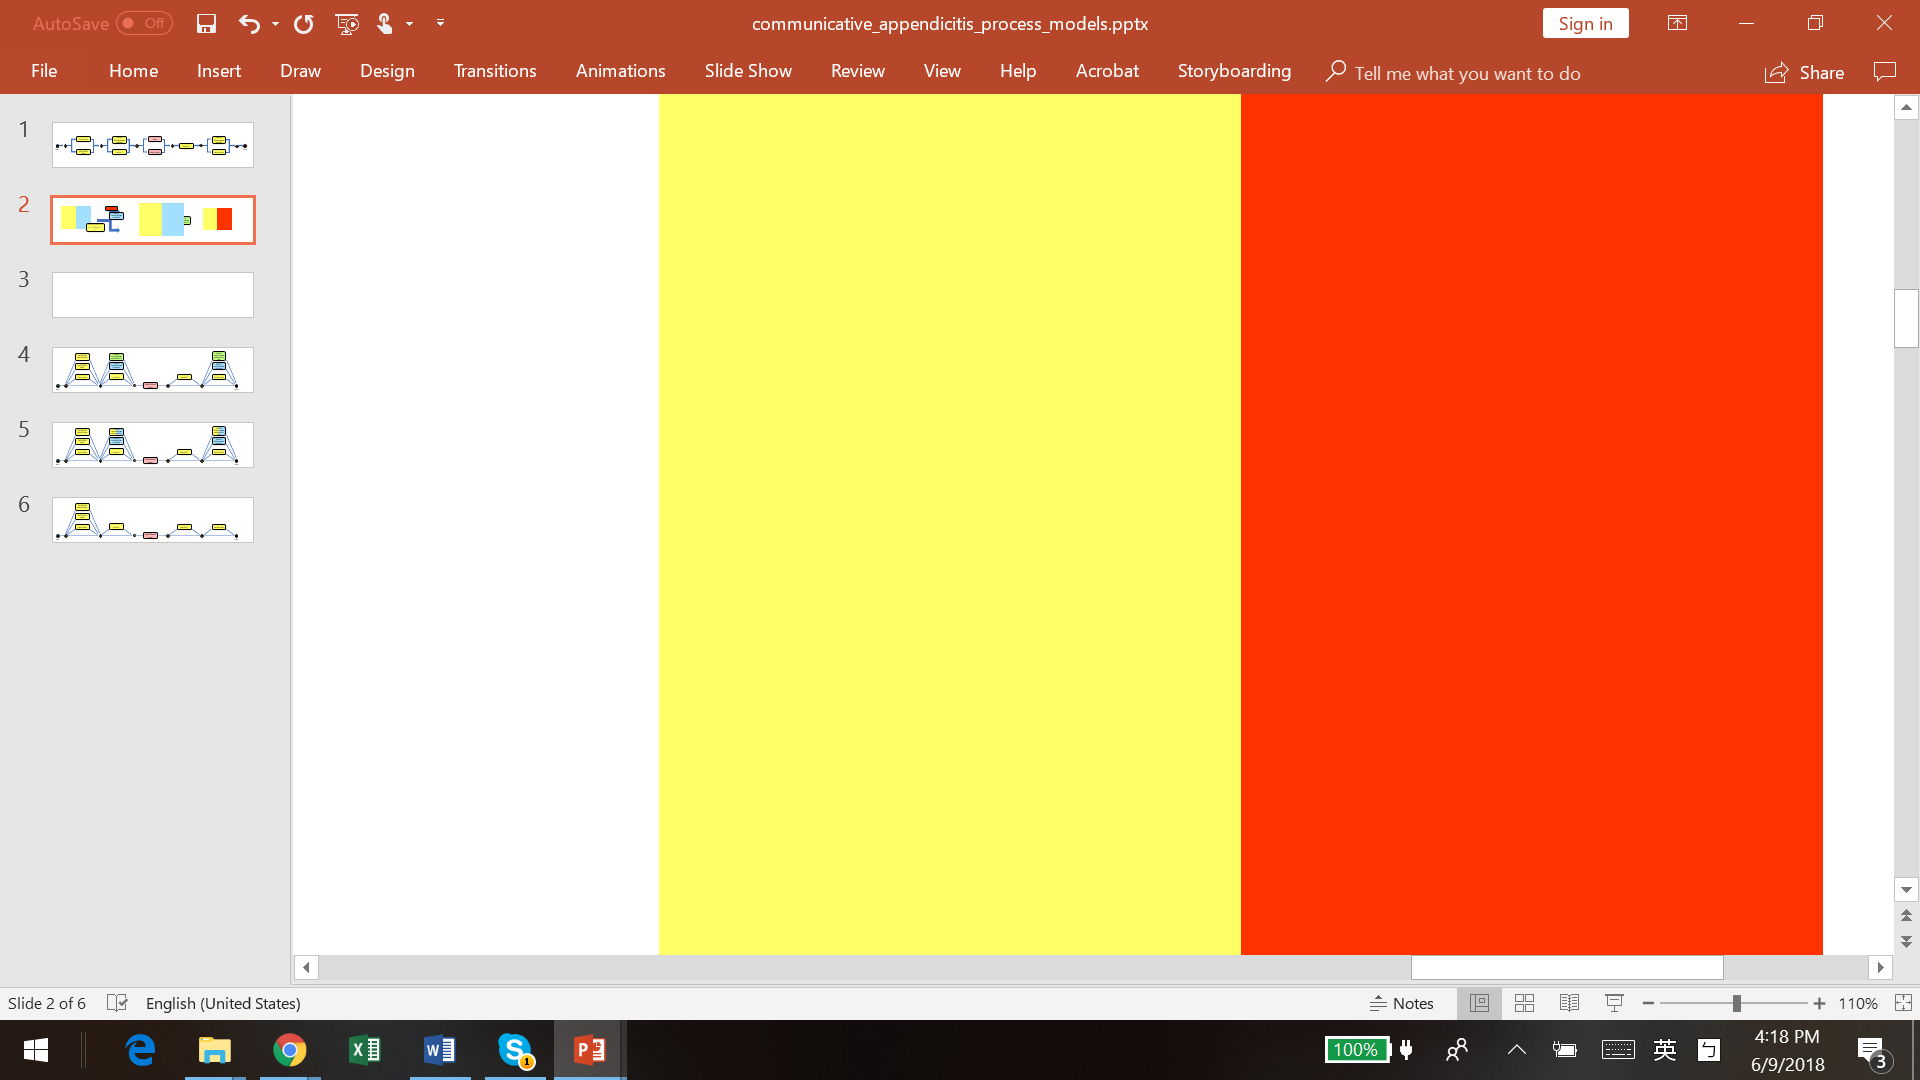 AutoSave Off
communicative_appendicitis_process_models.pptx
Sign in
File Home Insert Draw Design Transitions Animations Slide Show Review View Help Acrobat Storyboarding Tell me what you want to do Share
1
2
3
4
5
6
Slide 2 of 6 English (United States) Notes 110%
100% 英 ㄅ 4:18 PM
6/9/2018
1
3